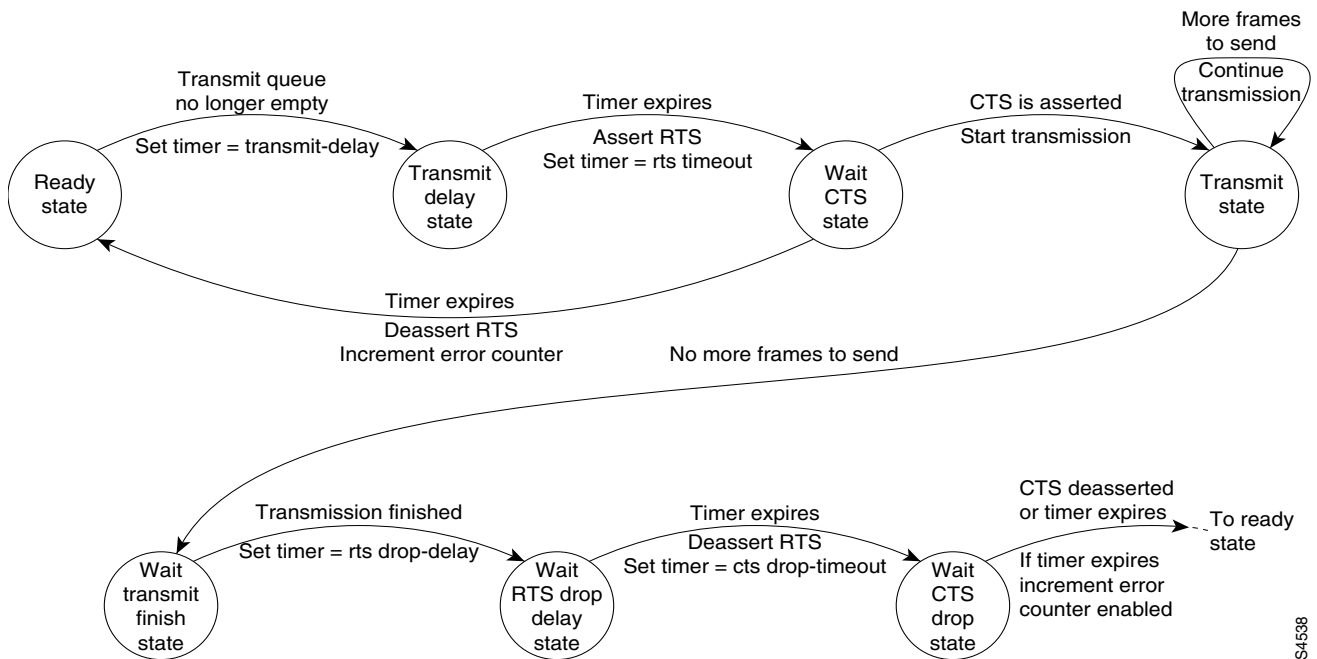 More frames
to send
Continue
transmission
Transmit queue
no longer empty
Set timer = transmit-delay
Timer expires
Assert RTS
Set timer = rts timeout
CTS is asserted
Start transmission
Ready
state
Transmit
delay
state
Wait
CTS
state
Transmit
state
Timer expires
Deassert RTS
Increment error counter
No more frames to send
Transmission finished
Set timer = rts drop-delay
Timer expires
Deassert RTS
Set timer = cts drop-timeout
CTS deasserted
or timer expires
If timer expires
increment error
counter enabled
To ready
state
Wait
transmit
finish
state
Wait
RTS drop
delay
state
Wait
CTS
drop
state
S4538